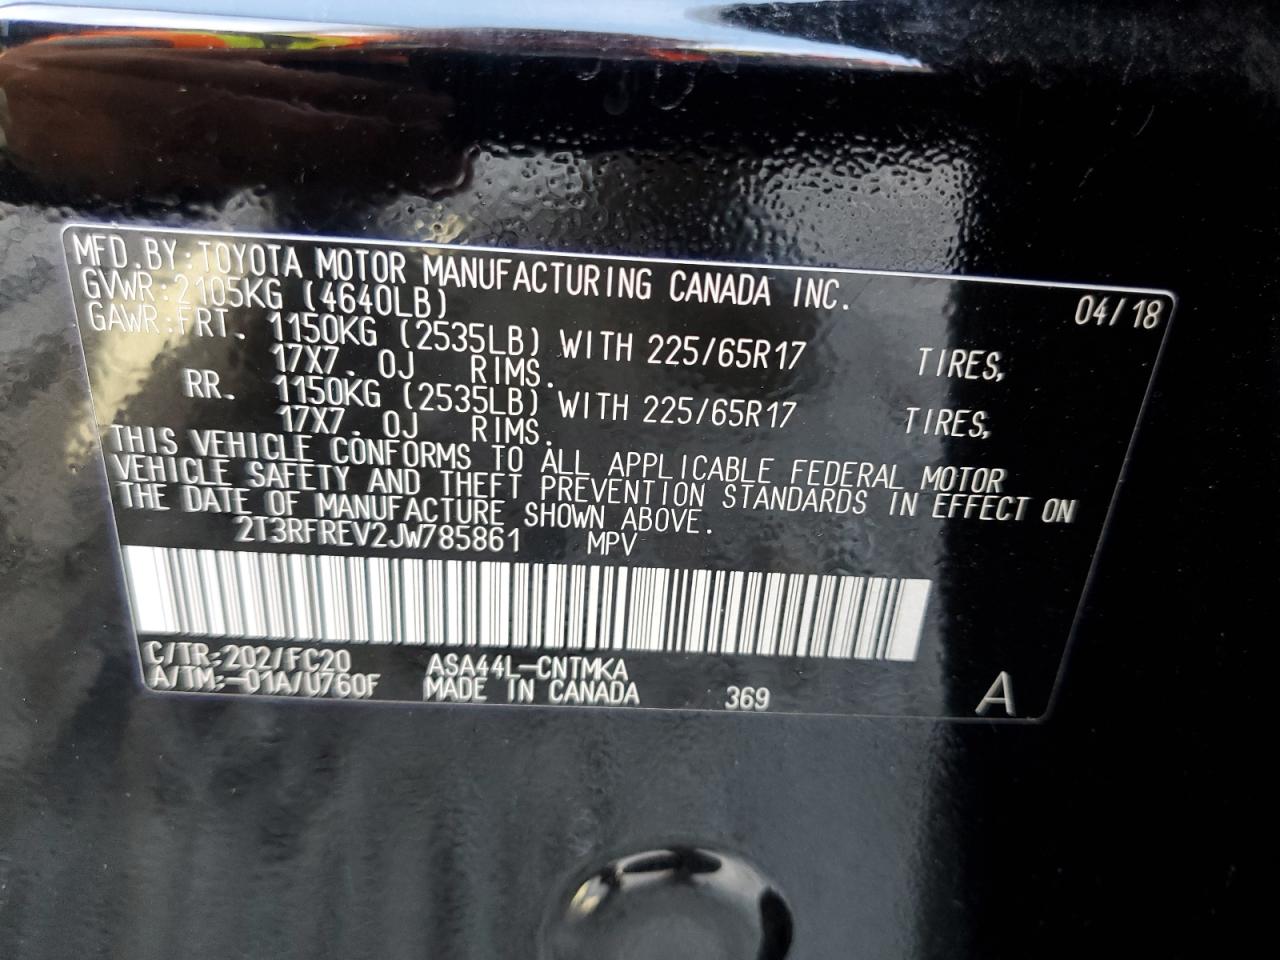 MFD.BY:TOYOTA MOTOR MANUFACTURING CANADA INC. 04/18
GVWR:2105KG (4640LB)
GAWR:FRT. 1150KG (2535LB) WITH 225/65R17 TIRES,
17X7.0J RIMS.
RR. 1150KG (2535LB) WITH 225/65R17 TIRES,
17X7.0J RIMS.
THIS VEHICLE CONFORMS TO ALL APPLICABLE FEDERAL MOTOR
VEHICLE SAFETY AND THEFT PREVENTION STANDARDS IN EFFECT ON
THE DATE OF MANUFACTURE SHOWN ABOVE.
2T3RFREV2JW785861 MPV
C/TR:202/FC20 ASA44L-CNTMKA
A/TM:-01A/U760F MADE IN CANADA 369 A